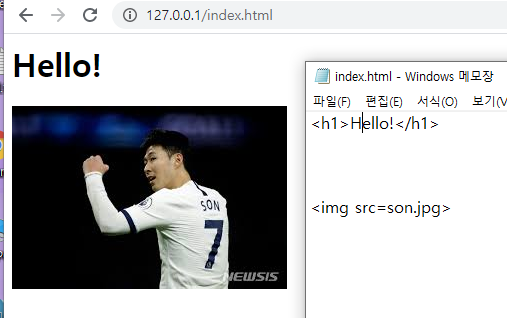 127.0.0.1/index.html
Hello!
SON
7
NEWSIS
index.html - Windows 메모장
파일(F) 편집(E) 서식(O) 보기(V
<h1>Hello!</h1>
<img src=son.jpg>